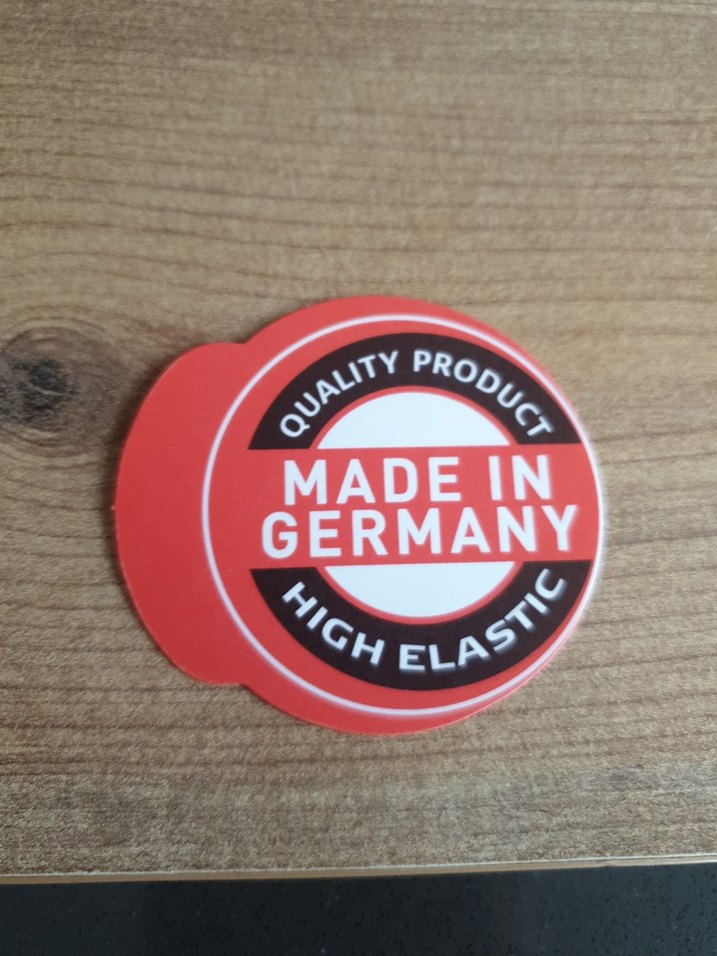 QUALITY PRODUCT
MADE IN
GERMANY
HIGH ELASTIC